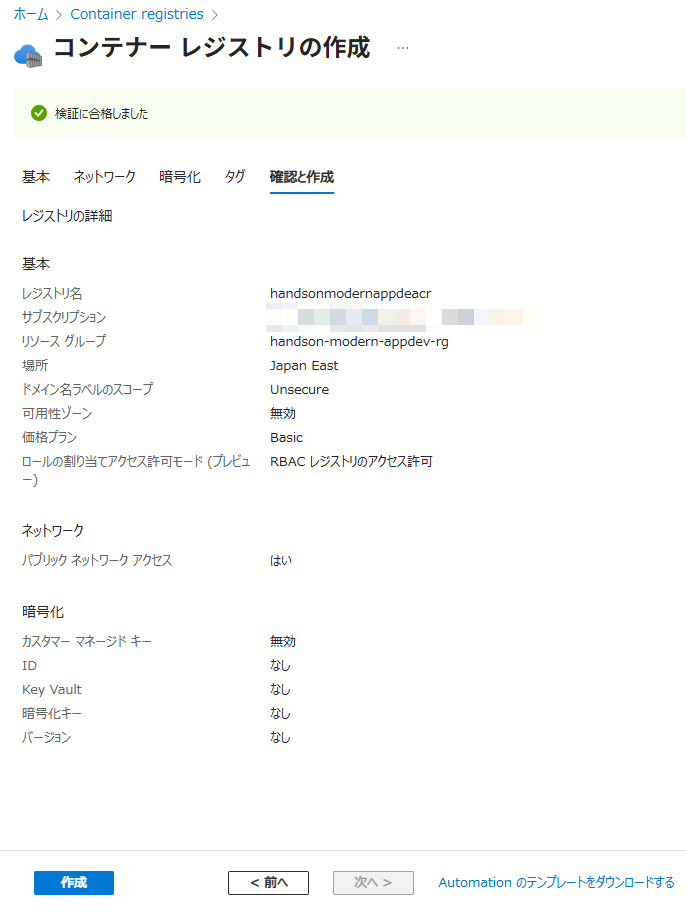 ホーム > Container registries >
コンテナー レジストリの作成 ...
検証に合格しました
基本 ネットワーク 暗号化 タグ 確認と作成
レジストリの詳細
基本
レジストリ名 handsonmodernappdeacr
サブスクリプション
リソース グループ handson-modern-appdev-rg
場所 Japan East
ドメイン名ラベルのスコープ Unsecure
可用性ゾーン 無効
価格プラン Basic
ロールの割り当てアクセス許可モード (プレビュ RBAC レジストリのアクセス許可
ー)
ネットワーク
パブリック ネットワーク アクセス はい
暗号化
カスタマー マネージド キー 無効
ID なし
Key Vault なし
暗号化キー なし
バージョン なし
作成 < 前へ 次へ > Automation のテンプレートをダウンロードする